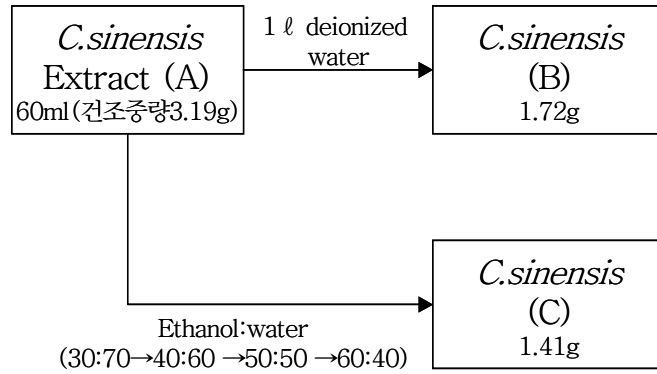 C.sinensis
Extract (A)
60ml(건조중량3.19g)
1 ℓ deionized
water
C.sinensis
(B)
1.72g
Ethanol:water
(30:70→40:60 →50:50 →60:40)
C.sinensis
(C)
1.41g